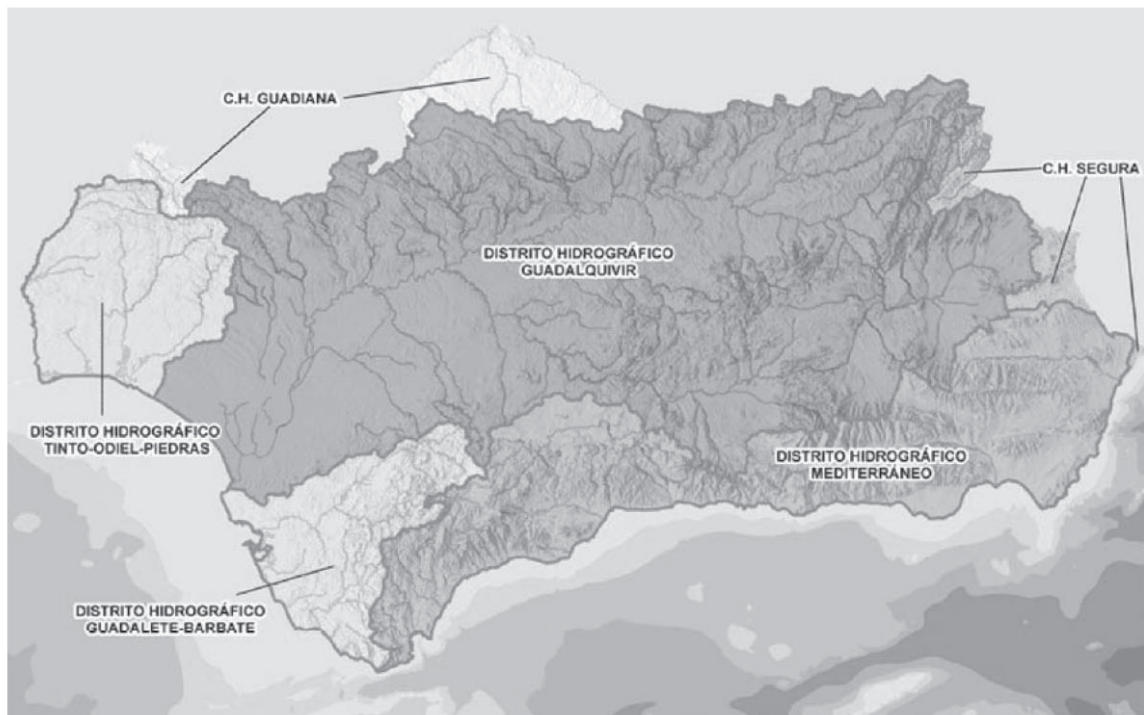 C.H. GUADIANA
C.H. SEGURA
DISTRITO HIDROGRÁFICO
GUADALQUIVIR
DISTRITO HIDROGRÁFICO
TINTO-ODIEL-PIEDRAS
DISTRITO HIDROGRÁFICO
MEDITERRÁNEO
DISTRITO HIDROGRÁFICO
GUADALETE-BARBATE